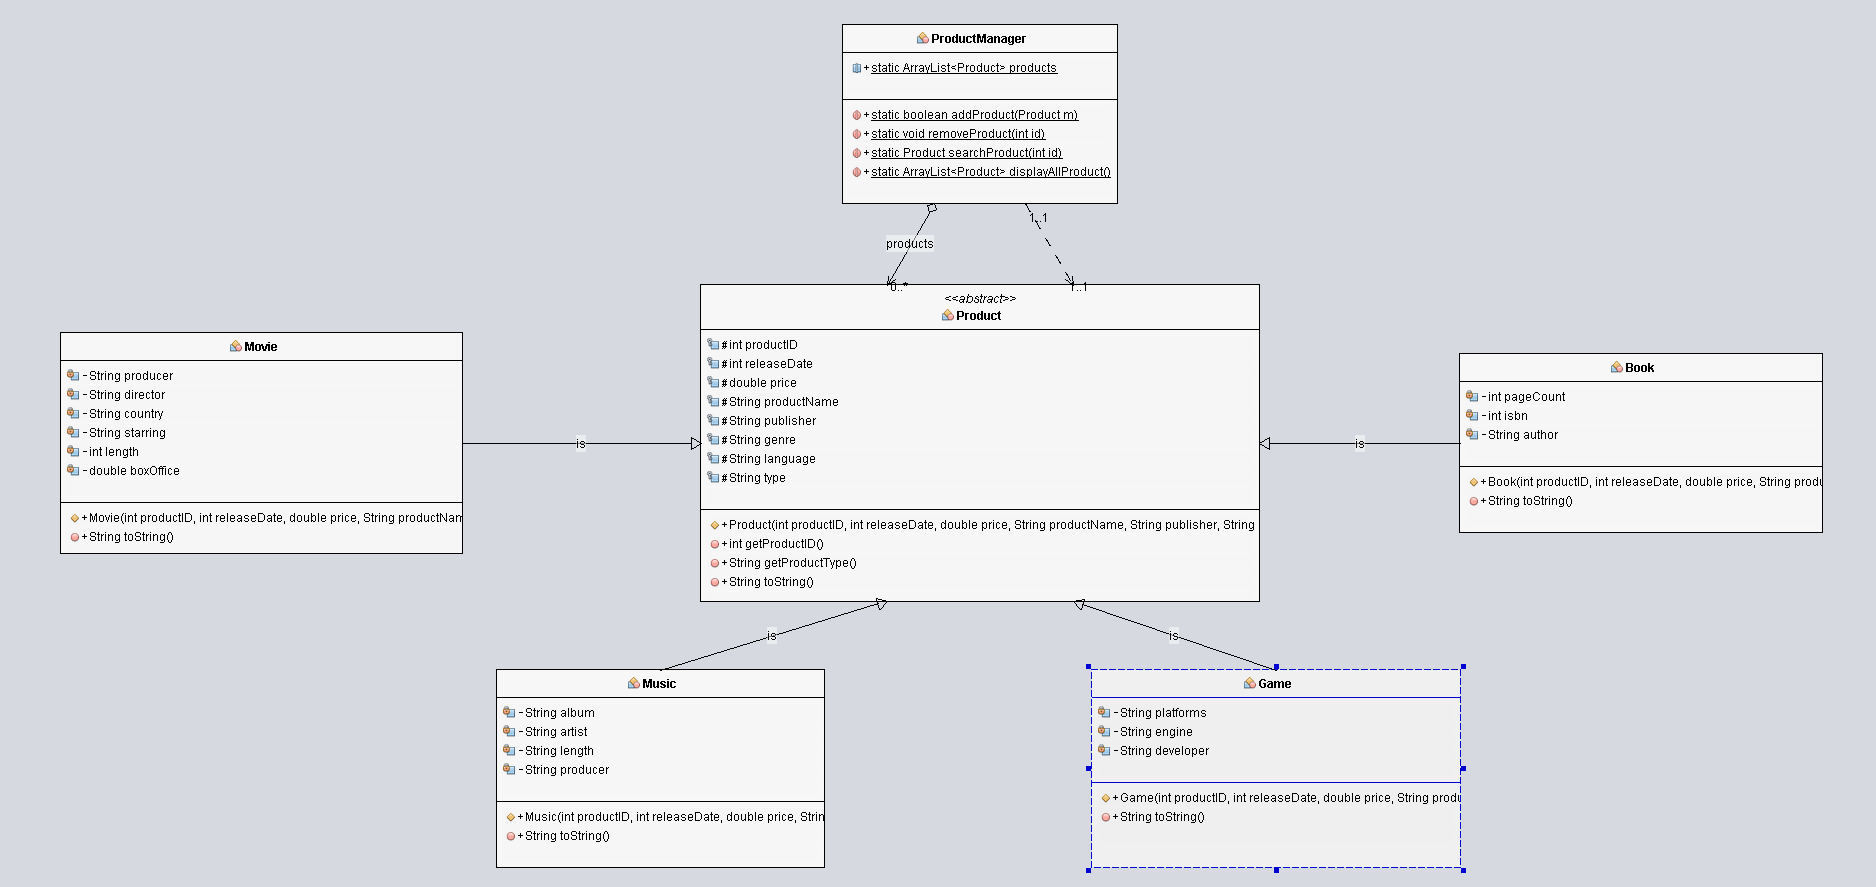 ProductManager
+static ArrayList<Product> products
+static boolean addProduct(Product m)
+static void removeProduct(int id)
+static Product searchProduct(int id)
+static ArrayList<Product> displayAllProduct()
1..1
products
0..*
1..1
<<abstract>>
Product
#int productID
#int releaseDate
#double price
#String productName
#String publisher
#String genre
#String language
#String type
+Product(int productID, int releaseDate, double price, String productName, String publisher, String
+int getProductID()
+String getProductType()
+String toString()
Movie
-String producer
-String director
-String country
-String starring
-int length
-double boxOffice
+Movie(int productID, int releaseDate, double price, String productNam
+String toString()
is
is
Book
-int pageCount
-int isbn
-String author
+Book(int productID, int releaseDate, double price, String produ
+String toString()
is
is
Music
-String album
-String artist
-String length
-String producer
+Music(int productID, int releaseDate, double price, Strin
+String toString()
Game
-String platforms
-String engine
-String developer
+Game(int productID, int releaseDate, double price, String produ
+String toString()